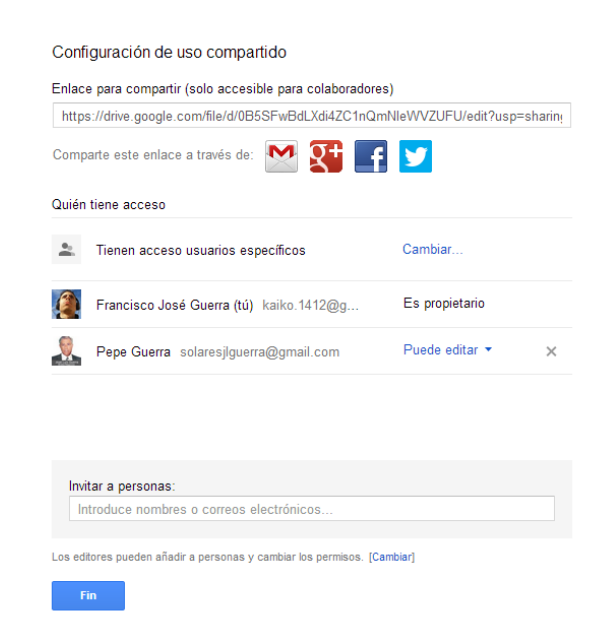 Configuración de uso compartido
Enlace para compartir (solo accesible para colaboradores)
https://drive.google.com/file/d/0B5SFwBdLXdi4ZC1nQmNleWVZUFU/edit?usp=sharing
Comparte este enlace a través de:
Quién tiene acceso
Tienen acceso usuarios específicos Cambiar...
Francisco José Guerra (tú) kaiko.1412@g... Es propietario
Pepe Guerra solaresjlguerra@gmail.com Puede editar
Invitar a personas:
Introduce nombres o correos electrónicos...
Los editores pueden añadir a personas y cambiar los permisos. [Cambiar]
Fin